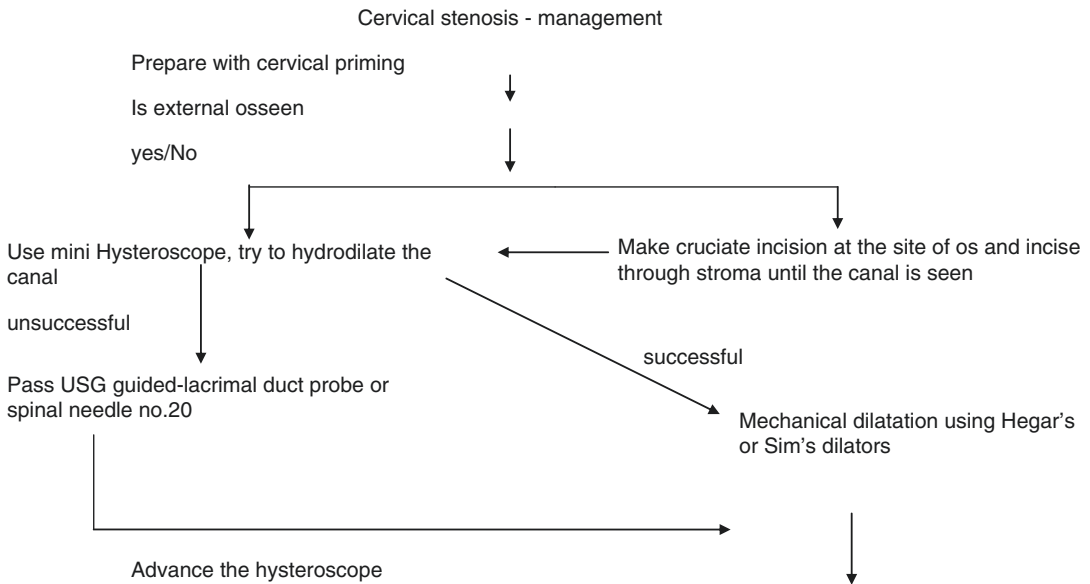 Cervical stenosis - management
Prepare with cervical priming
Is external osseen
yes/No
Use mini Hysteroscope, try to hydrodilate the
canal
Make cruciate incision at the site of os and incise
through stroma until the canal is seen
unsuccessful
successful
Pass USG guided-lacrimal duct probe or
spinal needle no.20
Mechanical dilatation using Hegar's
or Sim's dilators
Advance the hysteroscope